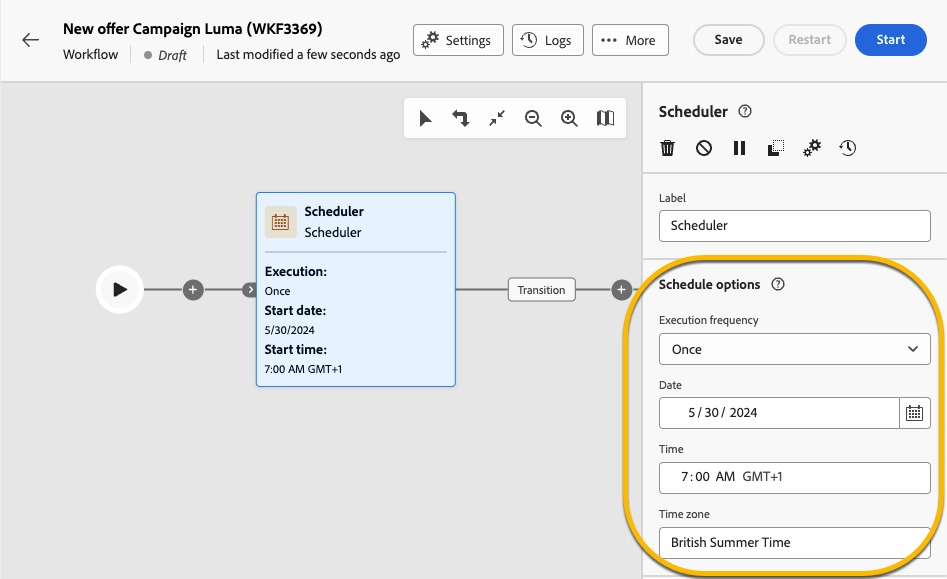 New offer Campaign Luma (WKF3369)
Workflow
Draft
Last modified a few seconds ago
Settings
Logs
More
Save
Restart
Start
Scheduler
Scheduler
Execution:
Once
Start date:
5/30/2024
Start time:
7:00 AM GMT+1
Transition
Scheduler
Label
Scheduler
Schedule options
Execution frequency
Once
Date
5 / 30 / 2024
Time
7 : 00 AM GMT+1
Time zone
British Summer Time